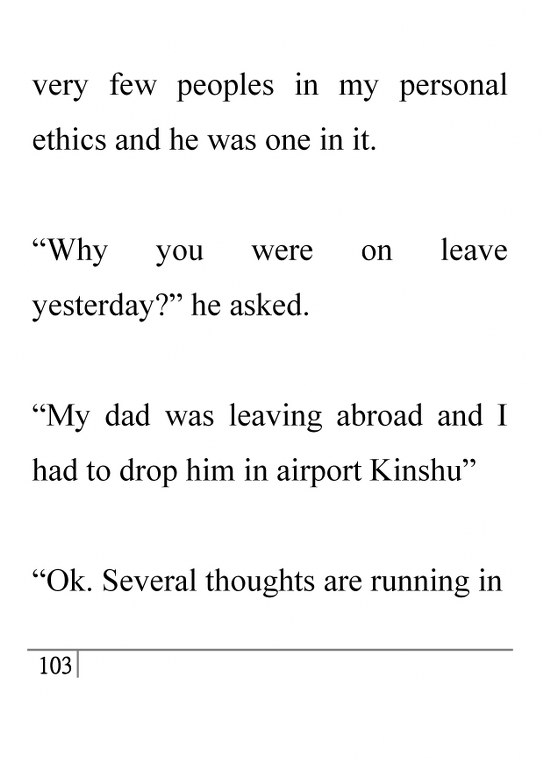 very few peoples in my personal
ethics and he was one in it.
“Why you were on leave
yesterday?” he asked.
“My dad was leaving abroad and I
had to drop him in airport Kinshu”
“Ok. Several thoughts are running in
103